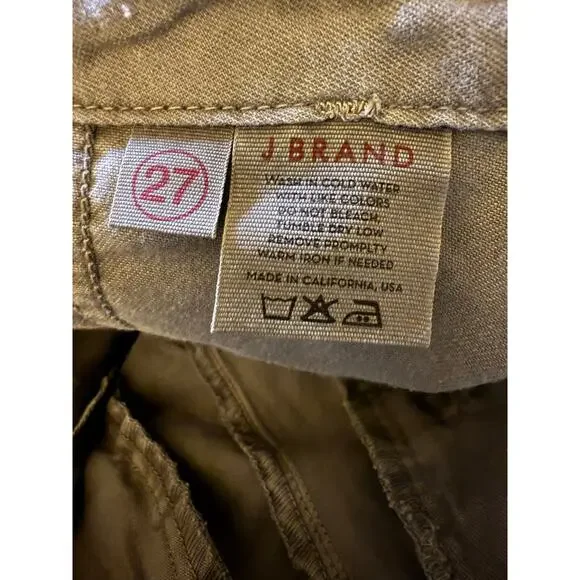 27
J BRAND
WASH IN COLD WATER
WITH LIKE COLORS
DO NOT BLEACH.
TUMBLE DRY LOW
REMOVE PROMPLTY
WARM IRON IF NEEDED
MADE IN CALIFORNIA, USA